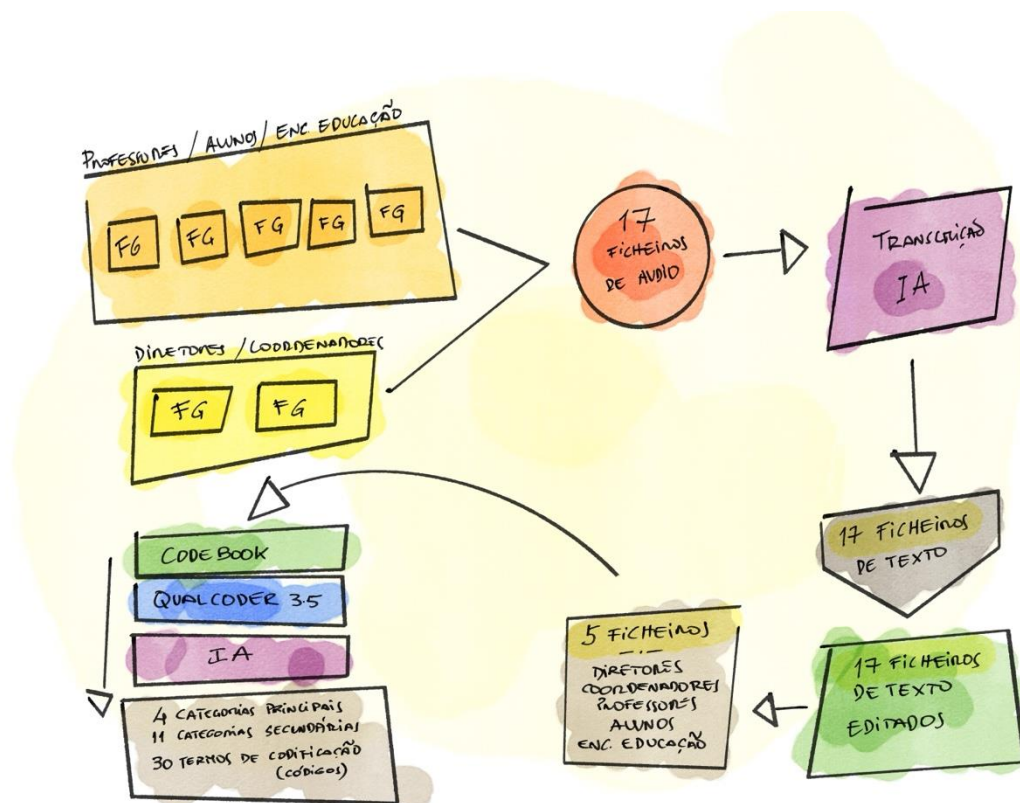 PROFESSORES / ALUNOS / ENC. EDUCAÇÃO
FG FG FG FG FG
DIRETORES / COORDENADORES
FG FG
17
FICHEIROS
DE AUDIO
TRANSCRIÇÃO
IA
17 FICHEIROS
DE TEXTO
17 FICHEIROS
DE TEXTO
EDITADOS
5 FICHEIROS
DIRETORES
COORDENADORES
PROFESSORES
ALUNOS
ENC. EDUCAÇÃO
CODEBOOK
QUALCODER 3.5
IA
4 CATEGORIAS PRINCIPAIS
11 CATEGORIAS SECUNDÁRIAS
30 TERMOS DE CODIFICAÇÃO
(CÓDIGOS)